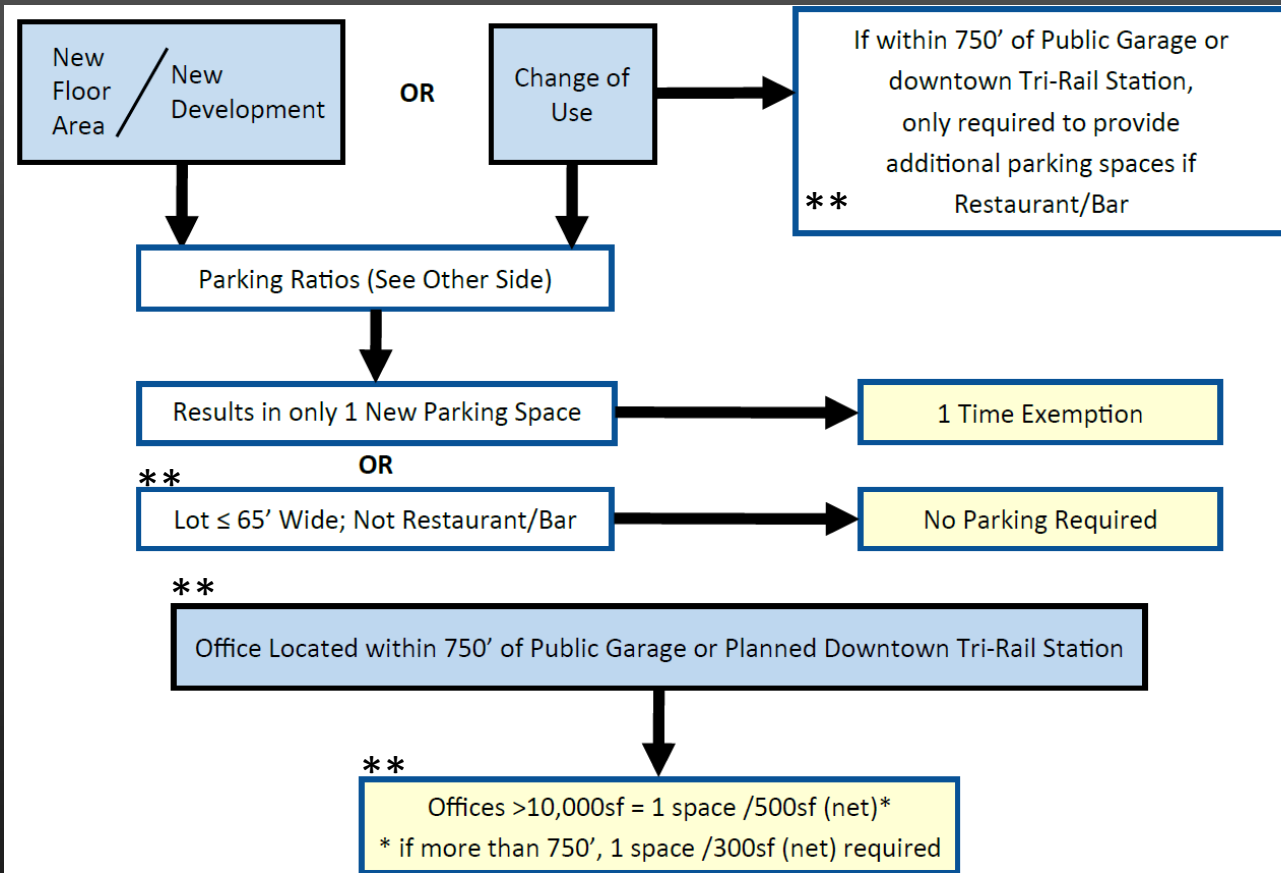 New
Floor
Area
New
Development
OR
Change of
Use
If within 750’ of Public Garage or
downtown Tri-Rail Station,
only required to provide
additional parking spaces if
** Restaurant/Bar
Parking Ratios (See Other Side)
Results in only 1 New Parking Space
1 Time Exemption
OR
**
Lot ≤ 65’ Wide; Not Restaurant/Bar
No Parking Required
**
Office Located within 750’ of Public Garage or Planned Downtown Tri-Rail Station
**
Offices >10,000sf = 1 space /500sf (net)*
* if more than 750’, 1 space /300sf (net) required